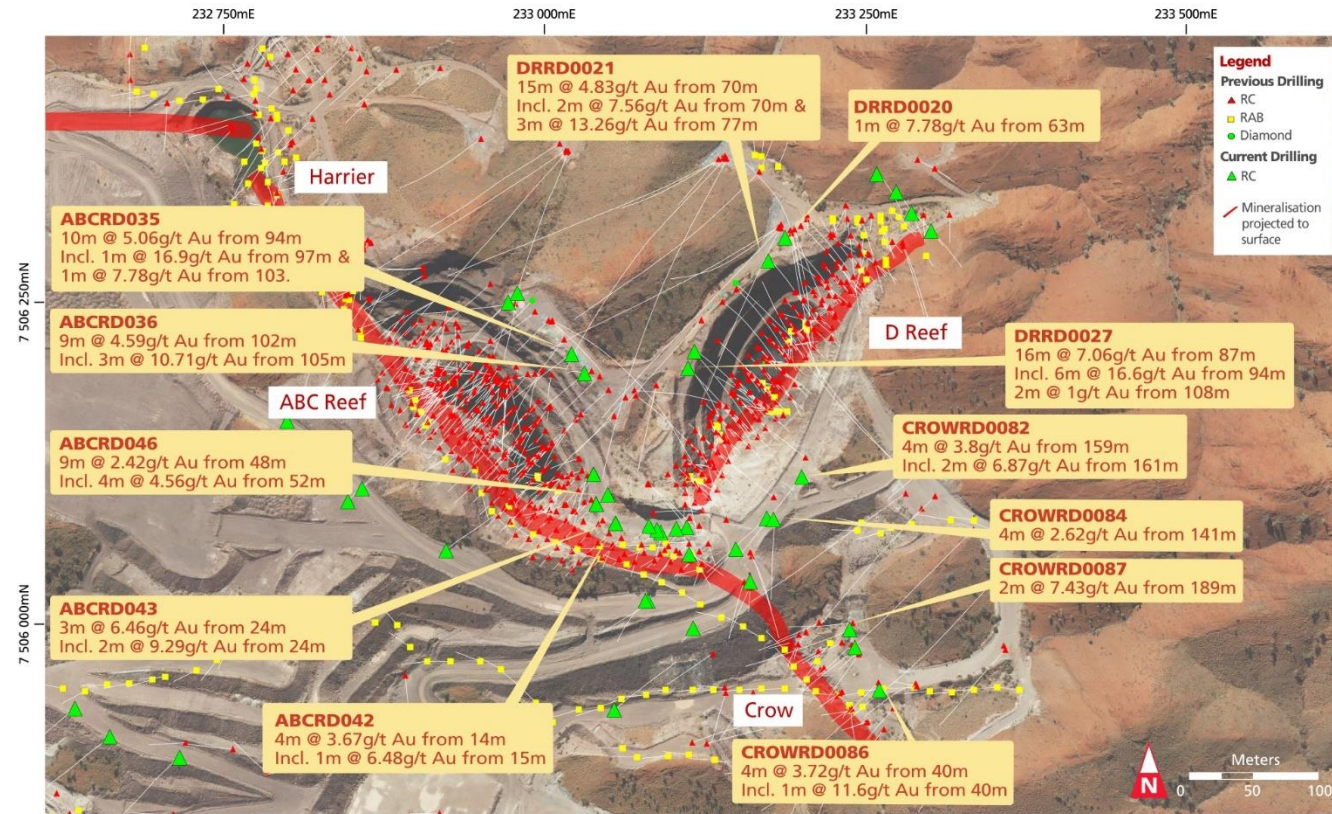 232 750mE
233 000mE
233 250mE
233 500mE
7 506 250mN
7 506 000mN
Legend
Previous Drilling
RC
RAB
Diamond
Current Drilling
RC
Mineralisation
projected to
surface
DRRD0021
15m @ 4.83g/t Au from 70m
Incl. 2m @ 7.56g/t Au from 70m &
3m @ 13.26g/t Au from 77m
DRRD0020
1m @ 7.78g/t Au from 63m
Harrier
ABCRD035
10m @ 5.06g/t Au from 94m
Incl. 1m @ 16.9g/t Au from 97m &
1m @ 7.78g/t Au from 103.
ABCRD036
9m @ 4.59g/t Au from 102m
Incl. 3m @ 10.71g/t Au from 105m
D Reef
DRRD0027
16m @ 7.06g/t Au from 87m
Incl. 6m @ 16.6g/t Au from 94m
2m @ 1g/t Au from 108m
ABC Reef
ABCRD046
9m @ 2.42g/t Au from 48m
Incl. 4m @ 4.56g/t Au from 52m
CROWRD0082
4m @ 3.8g/t Au from 159m
Incl. 2m @ 6.87g/t Au from 161m
CROWRD0084
4m @ 2.62g/t Au from 141m
CROWRD0087
2m @ 7.43g/t Au from 189m
ABCRD043
3m @ 6.46g/t Au from 24m
Incl. 2m @ 9.29g/t Au from 24m
ABCRD042
4m @ 3.67g/t Au from 14m
Incl. 1m @ 6.48g/t Au from 15m
Crow
CROWRD0086
4m @ 3.72g/t Au from 40m
Incl. 1m @ 11.6g/t Au from 40m
N
Meters
0 50 100